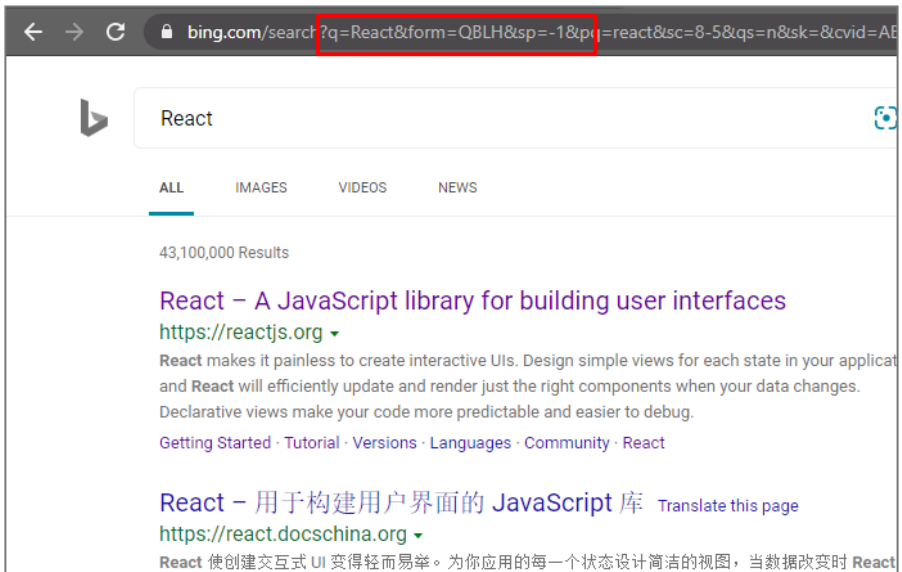 bing.com/search?q=React&form=QBLH&sp=-1&pq=react&sc=8-5&qs=n&sk=&cvid=AE
React
ALL IMAGES VIDEOS NEWS
43,100,000 Results
React – A JavaScript library for building user interfaces
https://reactjs.org
React makes it painless to create interactive UIs. Design simple views for each state in your applicat
and React will efficiently update and render just the right components when your data changes.
Declarative views make your code more predictable and easier to debug.
Getting Started · Tutorial · Versions · Languages · Community · React
React – 用于构建用户界面的 JavaScript 库 Translate this page
https://react.docschina.org
React 使创建交互式 UI 变得轻而易举。为你应用的每一个状态设计简洁的视图，当数据改变时 React